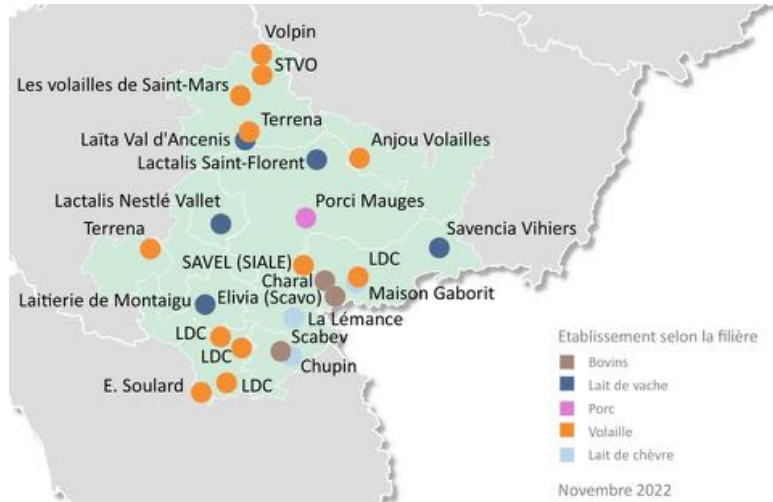 Volpin
STVO
Les volailles de Saint-Mars
Terrena
Laïta Val d'Ancenis
Anjou Volailles
Lactalis Saint-Florent
Lactalis Nestlé Vallet
Porci Mauges
Terrena
Savencia Vihiers
SAVEL (SIALE)
LDC
Charal
Maison Gaborit
Laitierie de Montaigu
Elivia (Scavo)
La Lémance
LDC
Scabev
LDC
Chupin
E. Soulard
LDC
Etablissement selon la filière
Bovins
Lait de vache
Porc
Volaille
Lait de chèvre
Novembre 2022